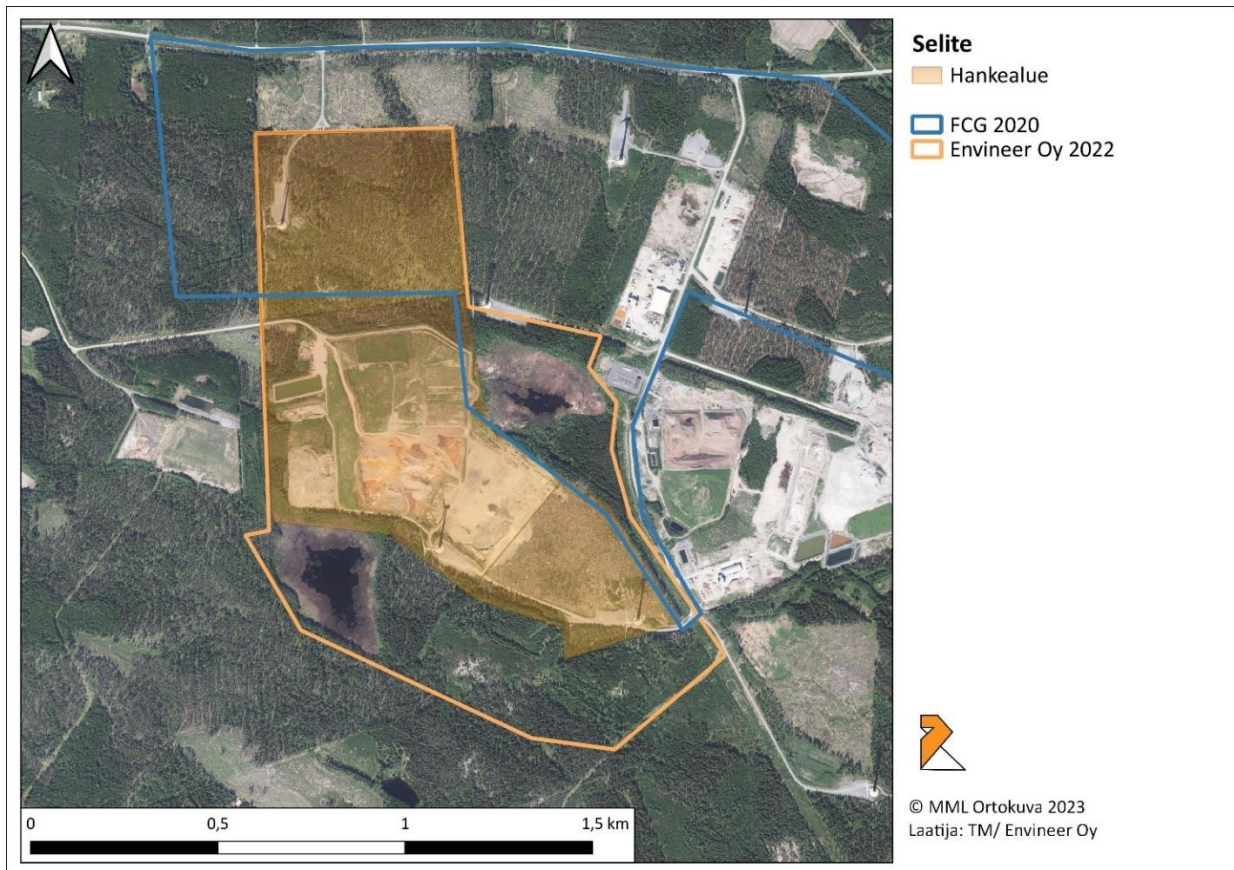 Selite
Hankealue
FCG 2020
Envineer Oy 2022
© MML Ortokuva 2023
Laatija: TM/ Envineer Oy
0 0,5 1 1,5 km